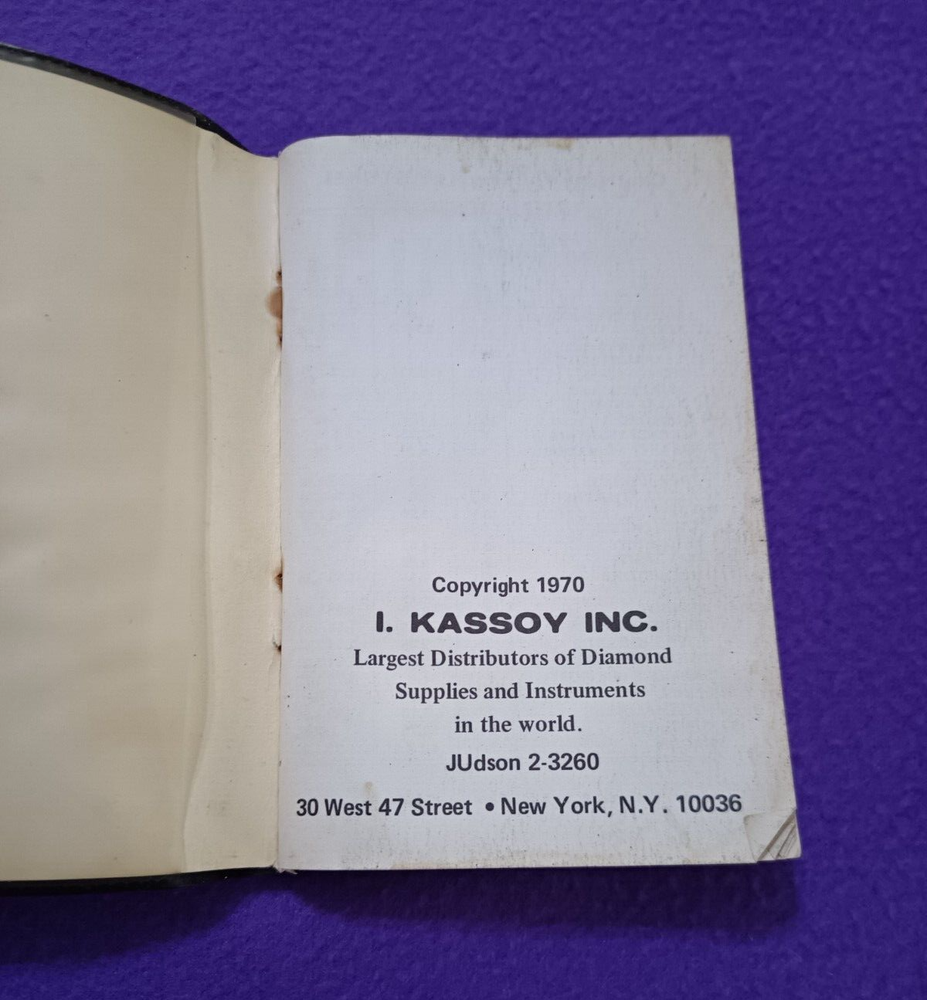 Copyright 1970
I. KASSOY INC.
Largest Distributors of Diamond
Supplies and Instruments
in the world.
JUdson 2-3260
30 West 47 Street • New York, N.Y. 10036